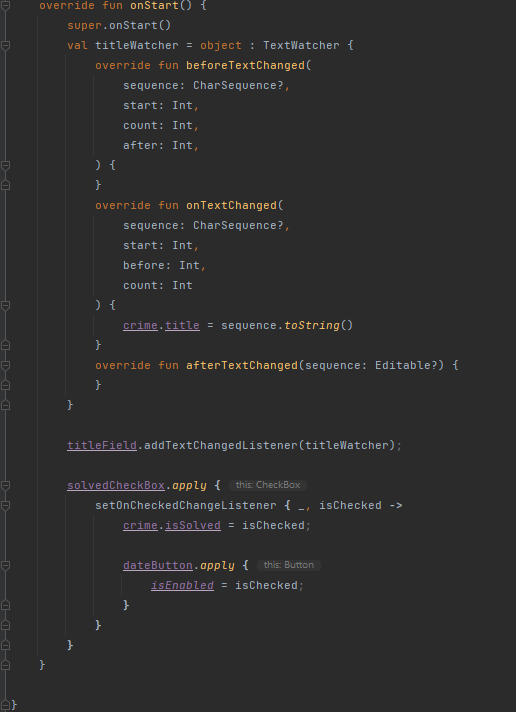 override fun onStart() {
super.onStart()
val titleWatcher = object : TextWatcher {
override fun beforeTextChanged(
sequence: CharSequence?,
start: Int,
count: Int,
after: Int,
) {
}
override fun onTextChanged(
sequence: CharSequence?,
start: Int,
before: Int,
count: Int
) {
crime.title = sequence.toString()
}
override fun afterTextChanged(sequence: Editable?) {
}
}
titleField.addTextChangedListener(titleWatcher);
solvedCheckBox.apply { this: CheckBox
setOnCheckedChangeListener { _, isChecked ->
crime.isSolved = isChecked;
dateButton.apply { this: Button
isEnabled = isChecked;
}
}
}
}
}